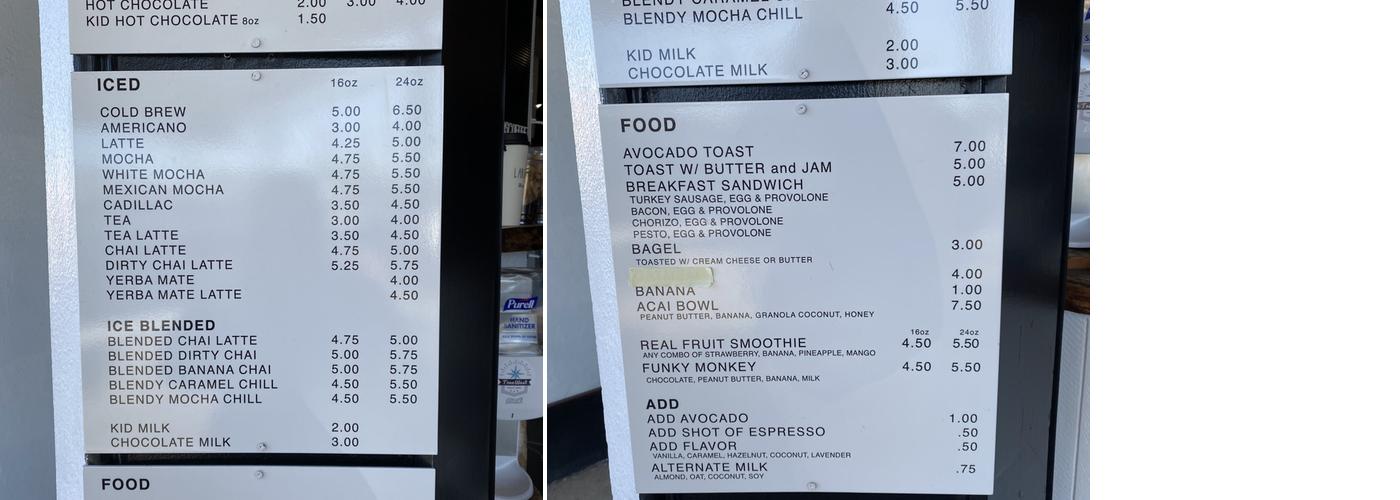 HOT CHOCOLATE 2.00 3.00 4.00
KID HOT CHOCOLATE 8oz 1.50
ICED 16oz 24oz
COLD BREW 5.00 6.50
AMERICANO 3.00 4.00
LATTE 4.25 5.00
MOCHA 4.75 5.50
WHITE MOCHA 4.75 5.50
MEXICAN MOCHA 4.75 5.50
CADILLAC 3.50 4.50
TEA 3.00 4.00
TEA LATTE 3.50 4.50
CHAI LATTE 4.75 5.00
DIRTY CHAI LATTE 5.25 5.75
YERBA MATE 4.00
YERBA MATE LATTE 4.50
ICE BLENDED
BLENDED CHAI LATTE 4.75 5.00
BLENDED DIRTY CHAI 5.00 5.75
BLENDED BANANA CHAI 5.00 5.75
BLENDY CARAMEL CHILL 4.50 5.50
BLENDY MOCHA CHILL 4.50 5.50
KID MILK 2.00
CHOCOLATE MILK 3.00
FOOD
Purell
HAND
SANITIZER
BLENDY CARAMEL
BLENDY MOCHA CHILL 4.50 5.50
KID MILK 2.00
CHOCOLATE MILK 3.00
FOOD
AVOCADO TOAST 7.00
TOAST W/ BUTTER and JAM 5.00
BREAKFAST SANDWICH 5.00
TURKEY SAUSAGE, EGG & PROVOLONE
BACON, EGG & PROVOLONE
CHORIZO, EGG & PROVOLONE
PESTO, EGG & PROVOLONE
BAGEL 3.00
TOASTED W/ CREAM CHEESE OR BUTTER
4.00
BANANA 1.00
ACAI BOWL 7.50
PEANUT BUTTER, BANANA, GRANOLA COCONUT, HONEY
16oz 24oz
REAL FRUIT SMOOTHIE 4.50 5.50
ANY COMBO OF STRAWBERRY, BANANA, PINEAPPLE, MANGO
FUNKY MONKEY 4.50 5.50
CHOCOLATE, PEANUT BUTTER, BANANA, MILK
ADD
ADD AVOCADO 1.00
ADD SHOT OF ESPRESSO .50
ADD FLAVOR .50
VANILLA, CARAMEL, HAZELNUT, COCONUT, LAVENDER
ALTERNATE MILK .75
ALMOND, OAT, COCONUT, SOY